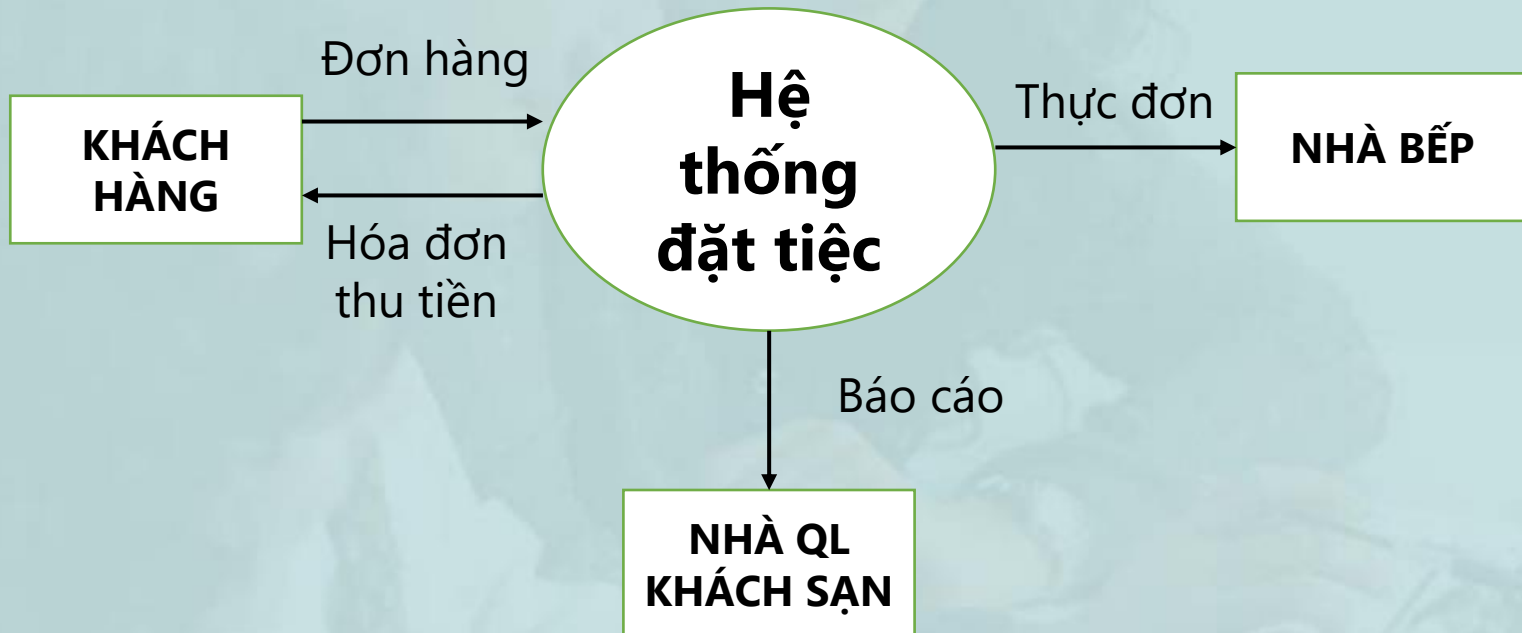 Đơn hàng
KHÁCH
HÀNG
Hóa đơn
thu tiền
Hệ
thống
đặt tiệc
Thực đơn
NHÀ BẾP
Báo cáo
NHÀ QL
KHÁCH SẠN